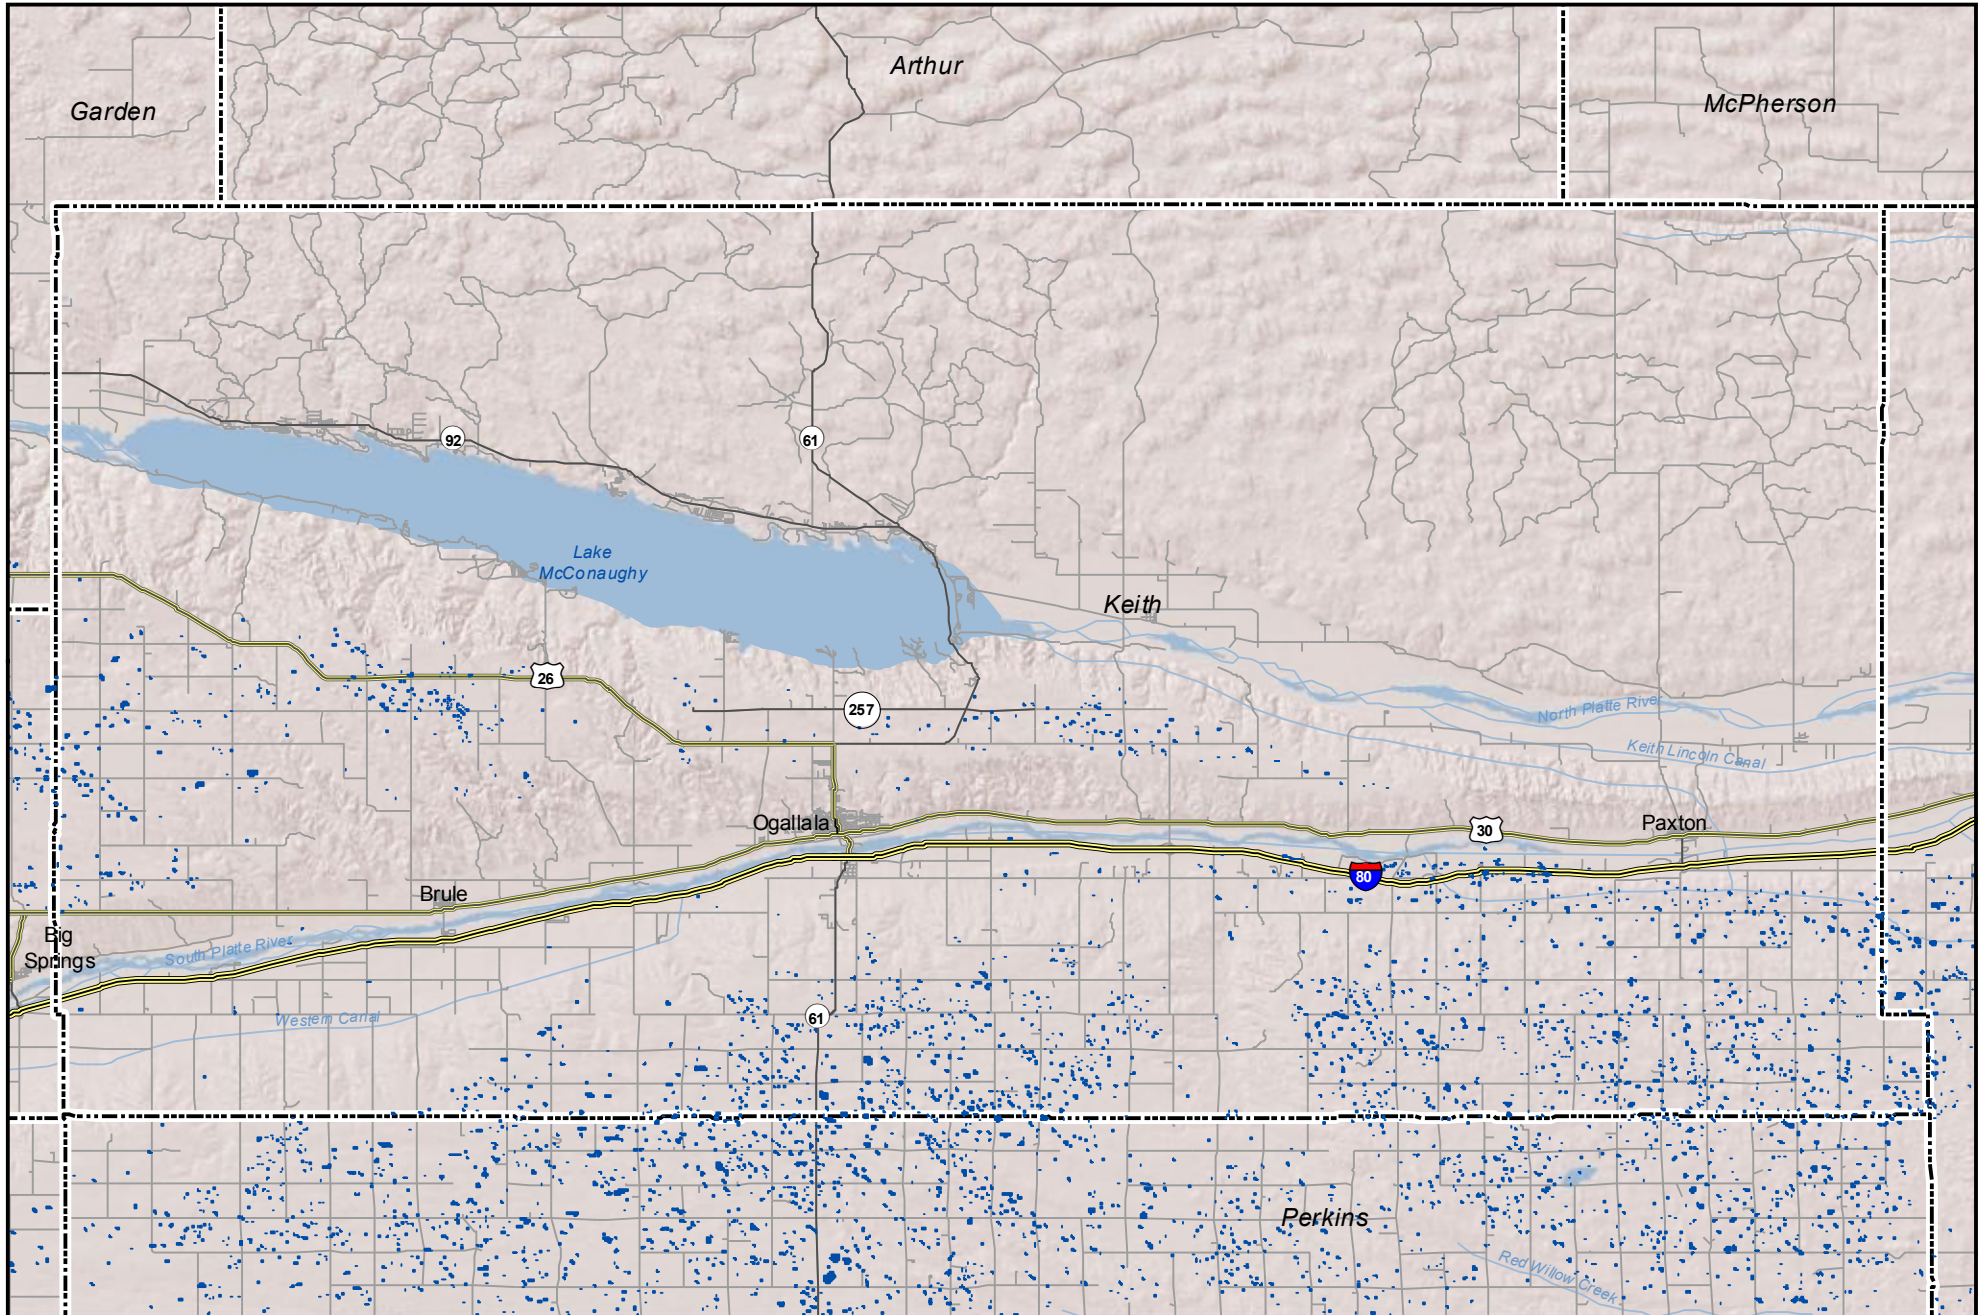 Arthur
Garden
McPherson
92
61
Lake
McConaughy
Keith
26
257
North Platte River
Keith Lincoln Canal
Ogallala
30
Paxton
80
Brule
Big
Springs
South Platte River
Western Canal
61
Perkins
Red Willow Creek